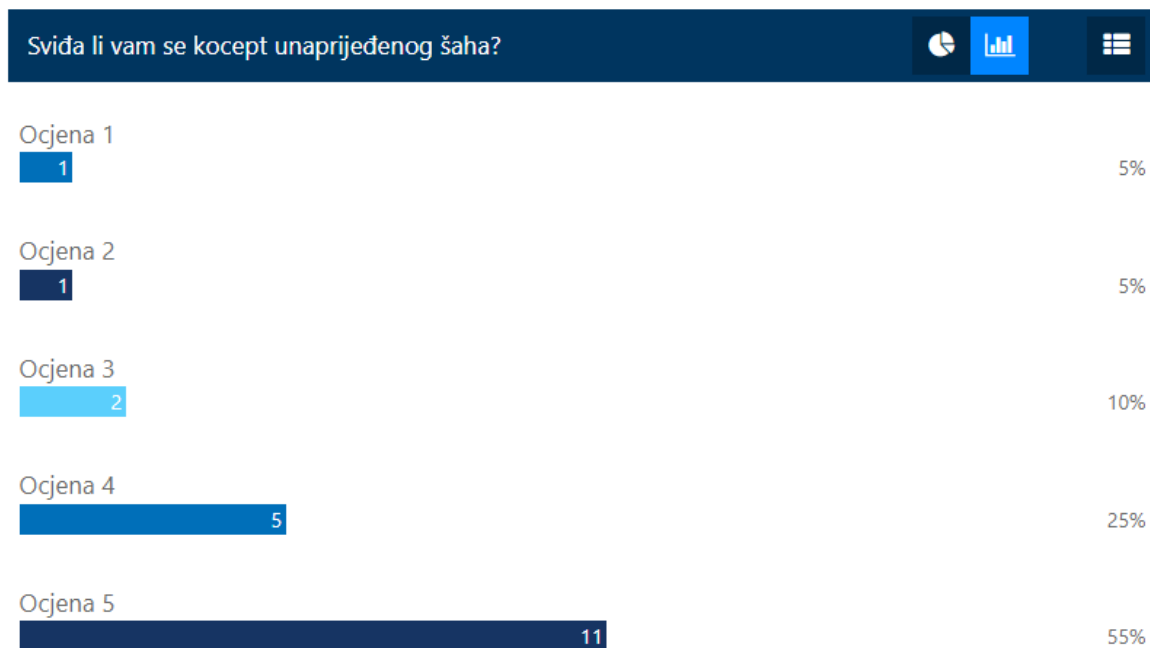 Sviđa li vam se kocept unaprijeđenog šaha?
Ocjena 1
1 5%
Ocjena 2
1 5%
Ocjena 3
2 10%
Ocjena 4
5 25%
Ocjena 5
11 55%